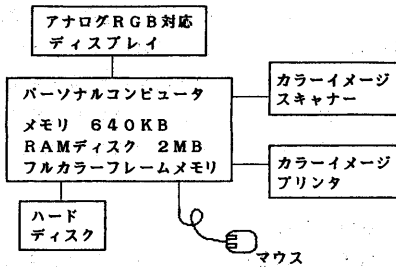 アナログRGB対応
ディスプレイ
パーソナルコンピュータ
メモリ 640KB
RAMディスク 2MB
フルカラーフレームメモリ
カラーイメージ
スキャナー
カラーイメージ
プリンタ
ハード
ディスク
マウス